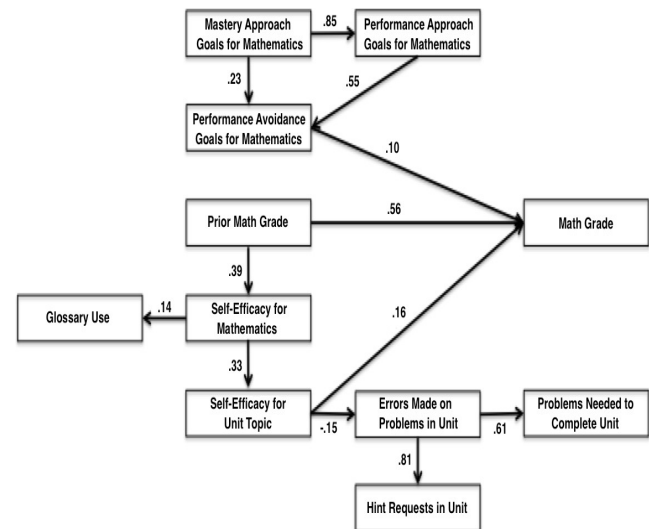 Mastery Approach
Goals for Mathematics
.85
Performance Approach
Goals for Mathematics
.23
.55
Performance Avoidance
Goals for Mathematics
.10
Prior Math Grade
.56
Math Grade
.39
Glossary Use
.14
Self-Efficacy for
Mathematics
.16
.33
Self-Efficacy for
Unit Topic
-.15
Errors Made on
Problems in Unit
.61
Problems Needed to
Complete Unit
.81
Hint Requests in Unit